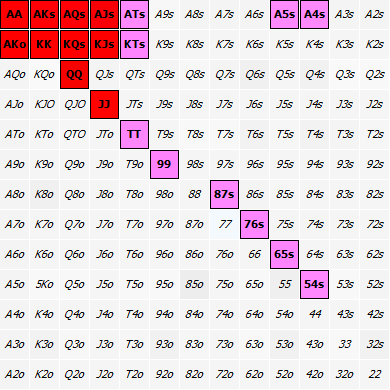 AA AKs AQs AJs ATs A9s A8s A7s A6s A5s A4s A3s A2s
AKo KK KQs KJs KTs K9s K8s K7s K6s K5s K4s K3s K2s
AQo KQo QQ QJs QTs Q9s Q8s Q7s Q6s Q5s Q4s Q3s Q2s
AJo KJO QJO JJ JTs J9s J8s J7s J6s J5s J4s J3s J2s
ATo KTo QTO JTo TT T9s T8s T7s T6s T5s T4s T3s T2s
A9o K9o Q9o J9o T9o 99 98s 97s 96s 95s 94s 93s 92s
A8o K8o Q8o J8o T8o 98o 88 87s 86s 85s 84s 83s 82s
A7o K7o Q7o J7o T7o 97o 87o 77 76s 75s 74s 73s 72s
A6o K6o Q6o J6o T6o 96o 86o 76o 66 65s 64s 63s 62s
A5o 5Ko Q5o J5o T5o 95o 85o 75o 65o 55 54s 53s 52s
A4o K4o Q4o J4o T4o 94o 84o 74o 64o 54o 44 43s 42s
A3o K3o Q3o J3o T3o 93o 83o 73o 63o 53o 43o 33 32s
A2o K2o Q2o J2o T2o 92o 82o 72o 62o 52o 42o 32o 22